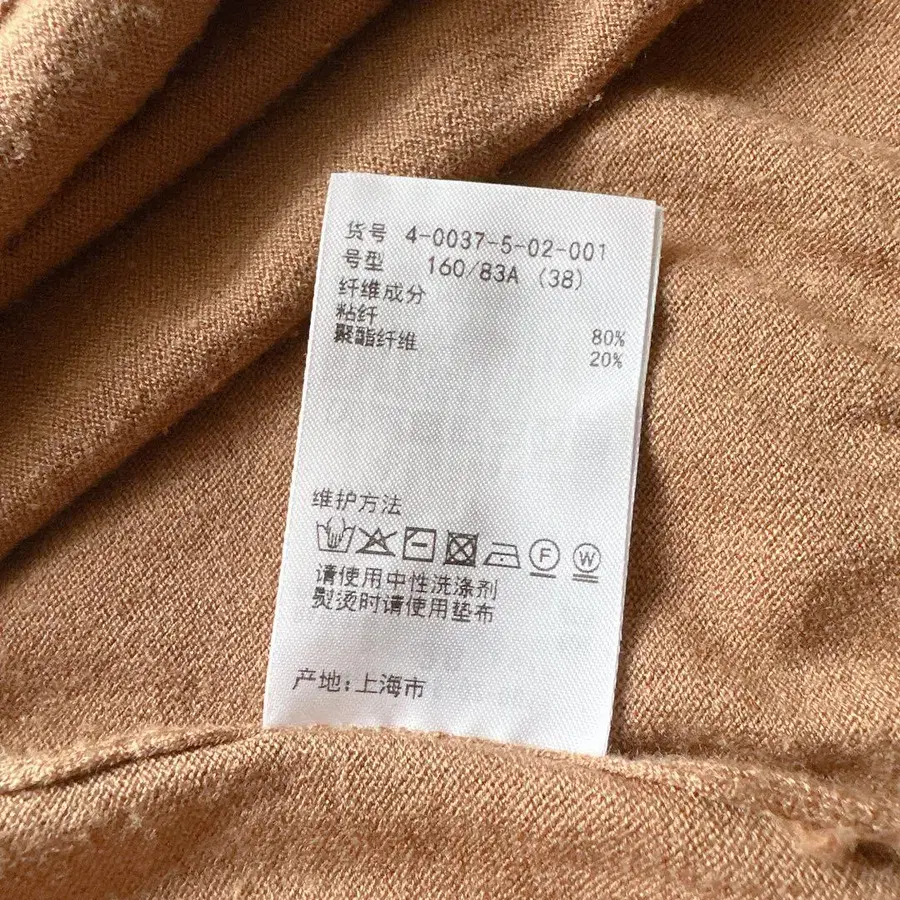 货号 4-0037-5-02-001
号型 160/83A (38)
纤维成分
粘纤 80%
聚酯纤维 20%
维护方法
F W
请使用中性洗涤剂
熨烫时请使用垫布
产地:上海市